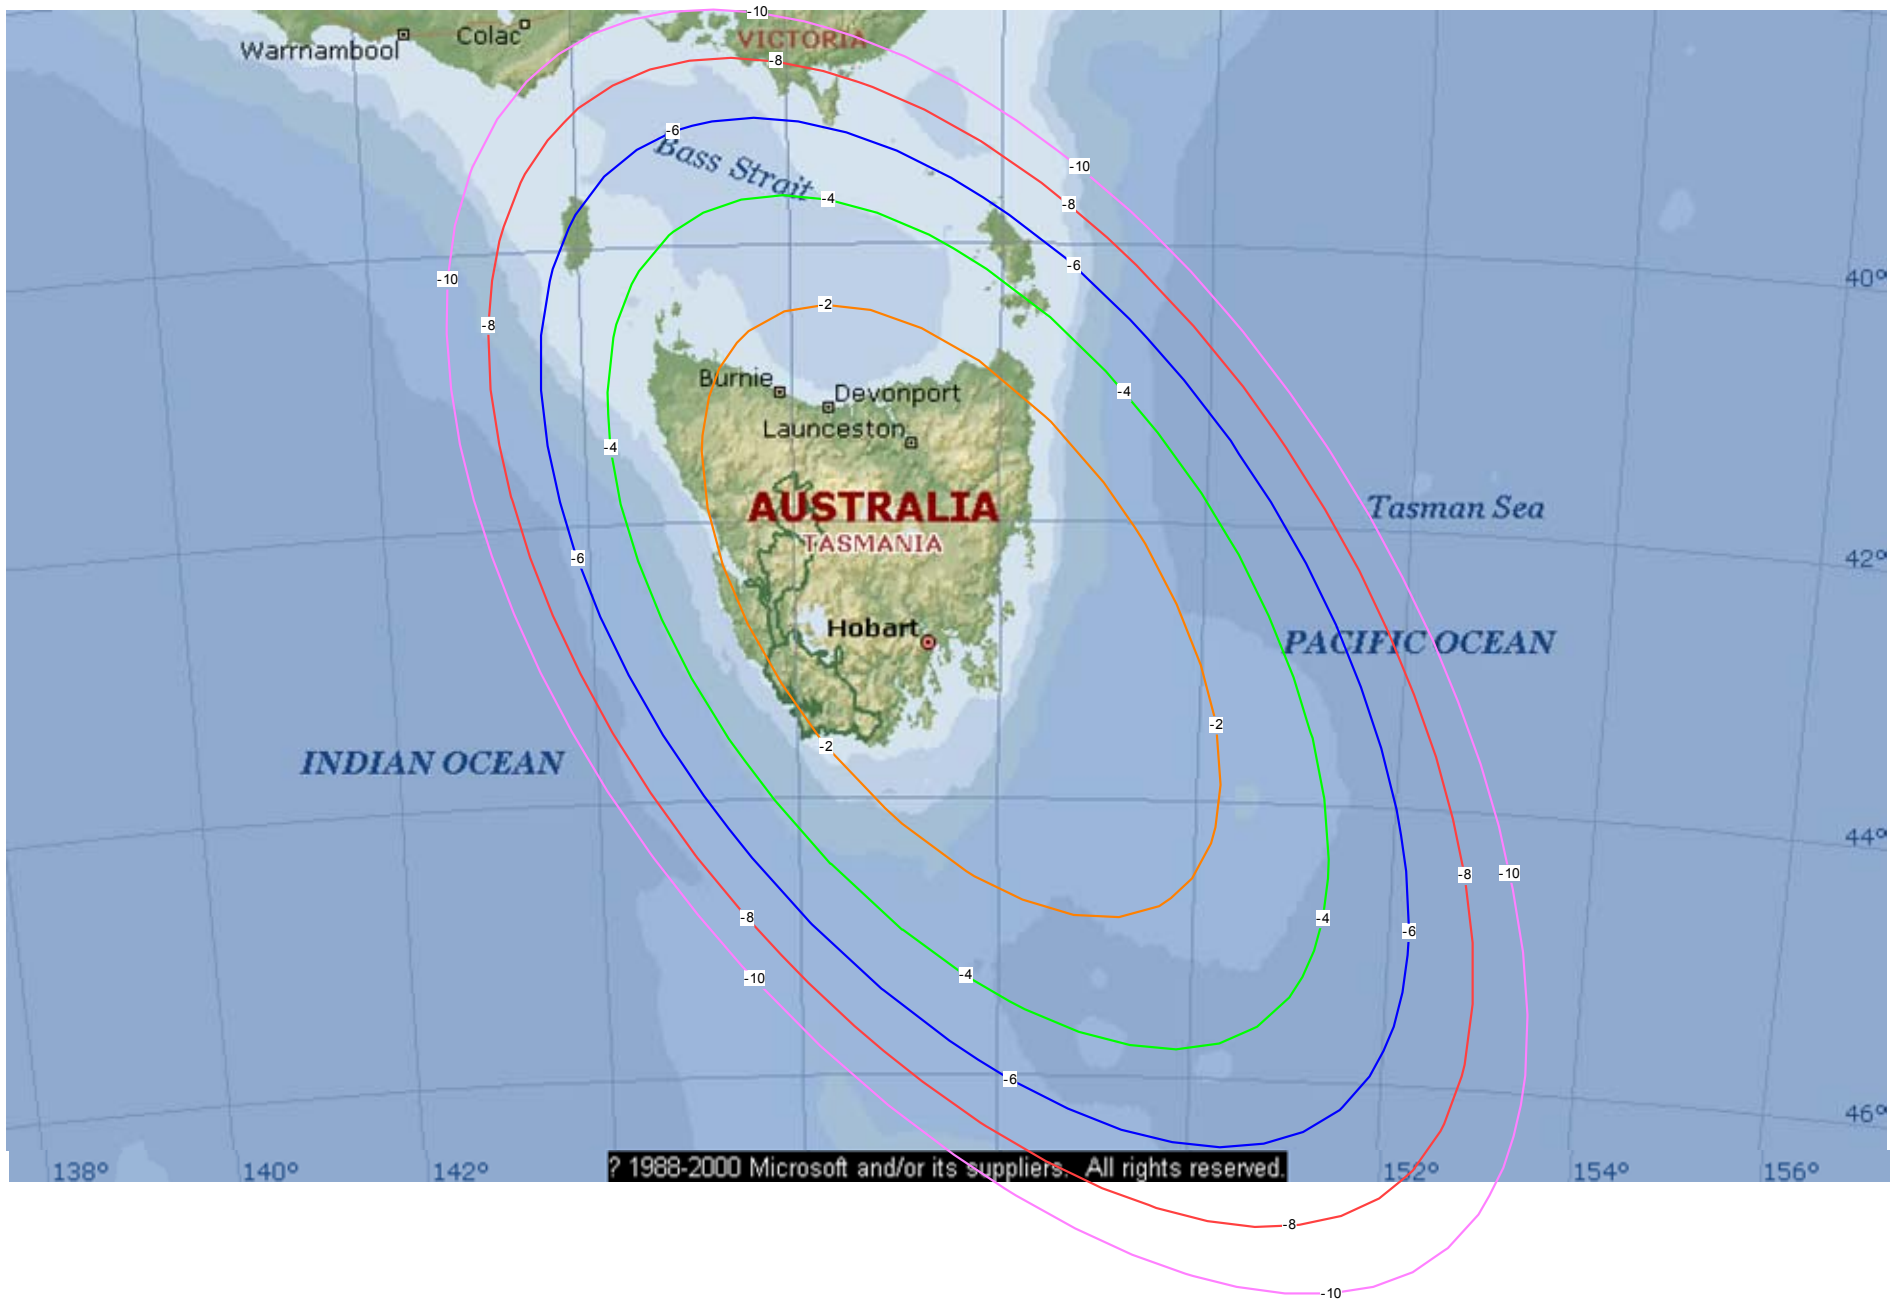 -10
VICTORIA
Colac
Warrnambool
-8
-6
Bass Strait
-10
-4
-8
-6
-10
40°
-2
-8
Burnie
Devonport
-4
Launceston
-4
AUSTRALIA
Tasman Sea
TASMANIA
-6
42°
Hobart
PACIFIC OCEAN
-2
-2
INDIAN OCEAN
44°
-8
-10
-8
-4
-6
-4
-10
-6
46°
138°
140°
142°
? 1988-2000 Microsoft and/or its suppliers. All rights reserved.
152°
154°
156°
-8
-10